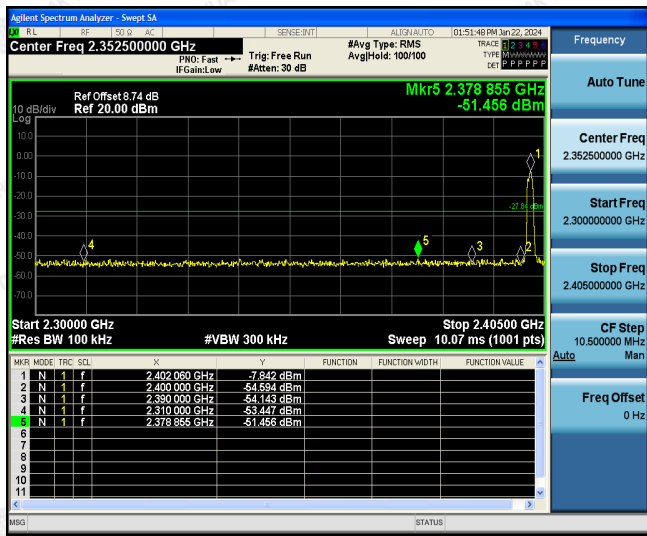 Agilent Spectrum Analyzer - Swept SA
LXI RL RF 50 Ω AC SENSE:INT ALIGN AUTO 01:51:48 PM Jan 22, 2024
Center Freq 2.352500000 GHz #Avg Type: RMS TRACE 1 2 3 4 5 6
PNO: Fast Trig: Free Run Avg|Hold: 100/100 TYPE M W W W W W
IFGain:Low #Atten: 30 dB DET P P P P P P
Frequency
Mkr5 2.378 855 GHz
-51.456 dBm
Ref Offset 8.74 dB
10 dB/div Ref 20.00 dBm
Log
10.0
0.00
-10.0
-20.0
-30.0
-40.0
-50.0
-60.0
-70.0
1
-27.84 dBm
4
5
3
2
Start 2.30000 GHz Stop 2.40500 GHz
#Res BW 100 kHz #VBW 300 kHz Sweep 10.07 ms (1001 pts)
MKR MODE TRC SCL X Y FUNCTION FUNCTION WIDTH FUNCTION VALUE
1 N 1 f 2.402 060 GHz -7.842 dBm
2 N 1 f 2.400 000 GHz -54.594 dBm
3 N 1 f 2.390 000 GHz -54.143 dBm
4 N 1 f 2.310 000 GHz -53.447 dBm
5 N 1 f 2.378 855 GHz -51.456 dBm
6
7
8
9
10
11
MSG STATUS
Auto Tune
Center Freq
2.352500000 GHz
Start Freq
2.300000000 GHz
Stop Freq
2.405000000 GHz
CF Step
10.500000 MHz
Auto Man
Freq Offset
0 Hz